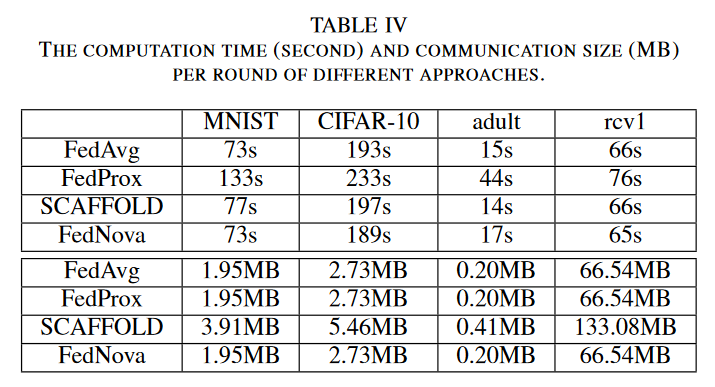 TABLE IV
THE COMPUTATION TIME (SECOND) AND COMMUNICATION SIZE (MB)
PER ROUND OF DIFFERENT APPROACHES.
MNIST CIFAR-10 adult rcv1
FedAvg 73s 193s 15s 66s
FedProx 133s 233s 44s 76s
SCAFFOLD 77s 197s 14s 66s
FedNova 73s 189s 17s 65s
FedAvg 1.95MB 2.73MB 0.20MB 66.54MB
FedProx 1.95MB 2.73MB 0.20MB 66.54MB
SCAFFOLD 3.91MB 5.46MB 0.41MB 133.08MB
FedNova 1.95MB 2.73MB 0.20MB 66.54MB